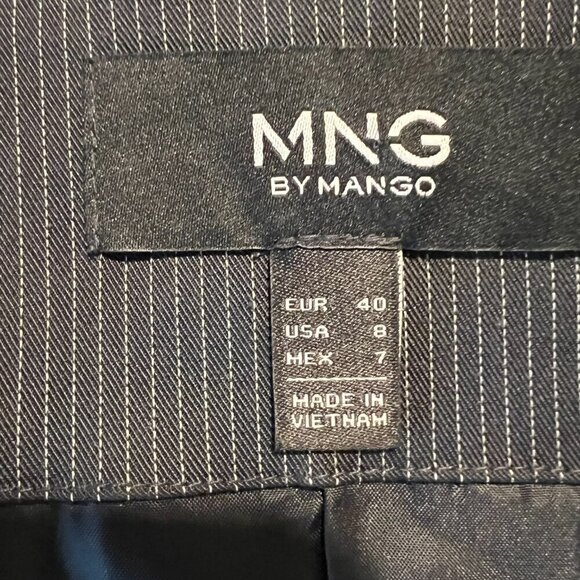 MNG
BY MANGO
EUR 40
USA 8
MEX 7
MADE IN
VIETNAM